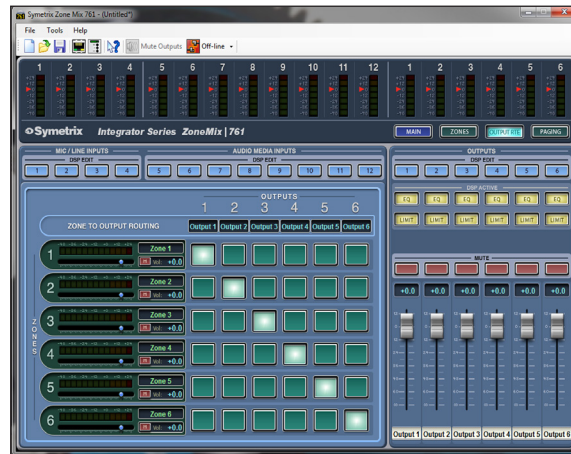 Symetrix Zone Mix 761 - (Untitled*)
File Tools Help
Mute Outputs Off-line
1 2 3 4 5 6 7 8 9 10 11 12 1 2 3 4 5 6
Symetrix Integrator Series ZoneMix | 761 MAIN ZONES OUTPUT RTE PAGING
MIC / LINE INPUTS AUDIO MEDIA INPUTS OUTPUTS
DSP EDIT DSP EDIT DSP EDIT
1 2 3 4 5 6 7 8 9 10 11 12 1 2 3 4 5 6
DSP ACTIVE
EQ EQ EQ EQ EQ EQ
LIMIT LIMIT LIMIT LIMIT LIMIT LIMIT
OUTPUTS
1 2 3 4 5 6
ZONE TO OUTPUT ROUTING Output 1 Output 2 Output 3 Output 4 Output 5 Output 6
MUTE
+0.0 +0.0 +0.0 +0.0 +0.0 +0.0
ZONES
1 Zone 1
M Vol: +0.0
2 Zone 2
M Vol: +0.0
3 Zone 3
M Vol: +0.0
4 Zone 4
M Vol: +0.0
5 Zone 5
M Vol: +0.0
6 Zone 6
M Vol: +0.0
Output 1 Output 2 Output 3 Output 4 Output 5 Output 6